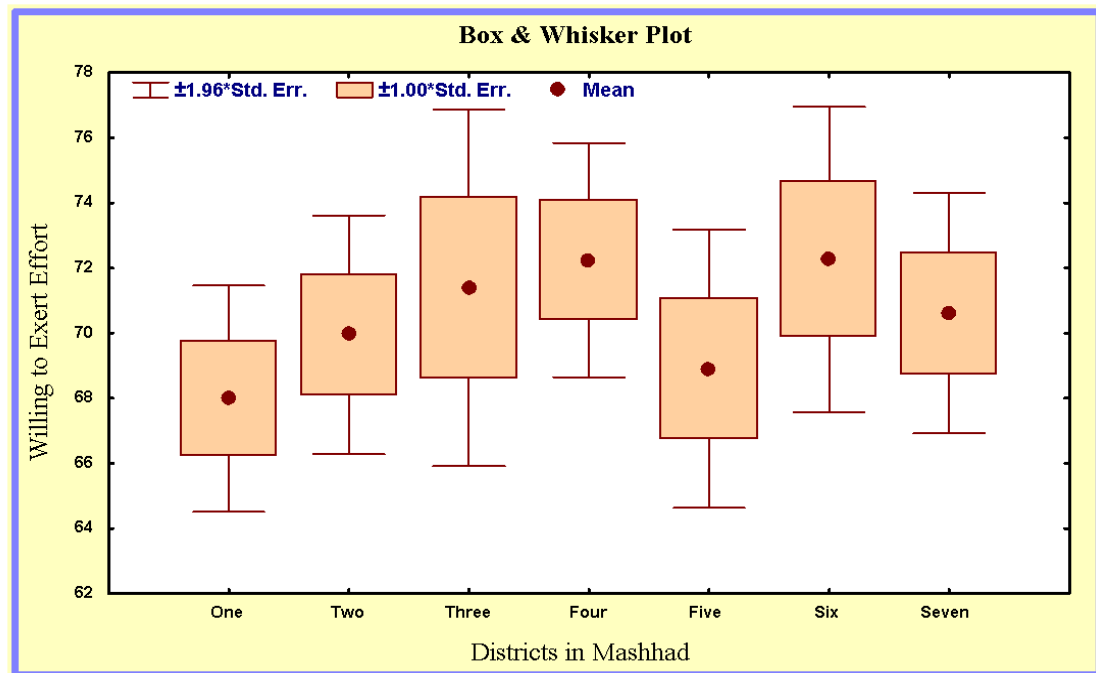 Box & Whisker Plot
±1.96*Std. Err. ±1.00*Std. Err. Mean
Willing to Exert Effort
78
76
74
72
70
68
66
64
62
One Two Three Four Five Six Seven
Districts in Mashhad